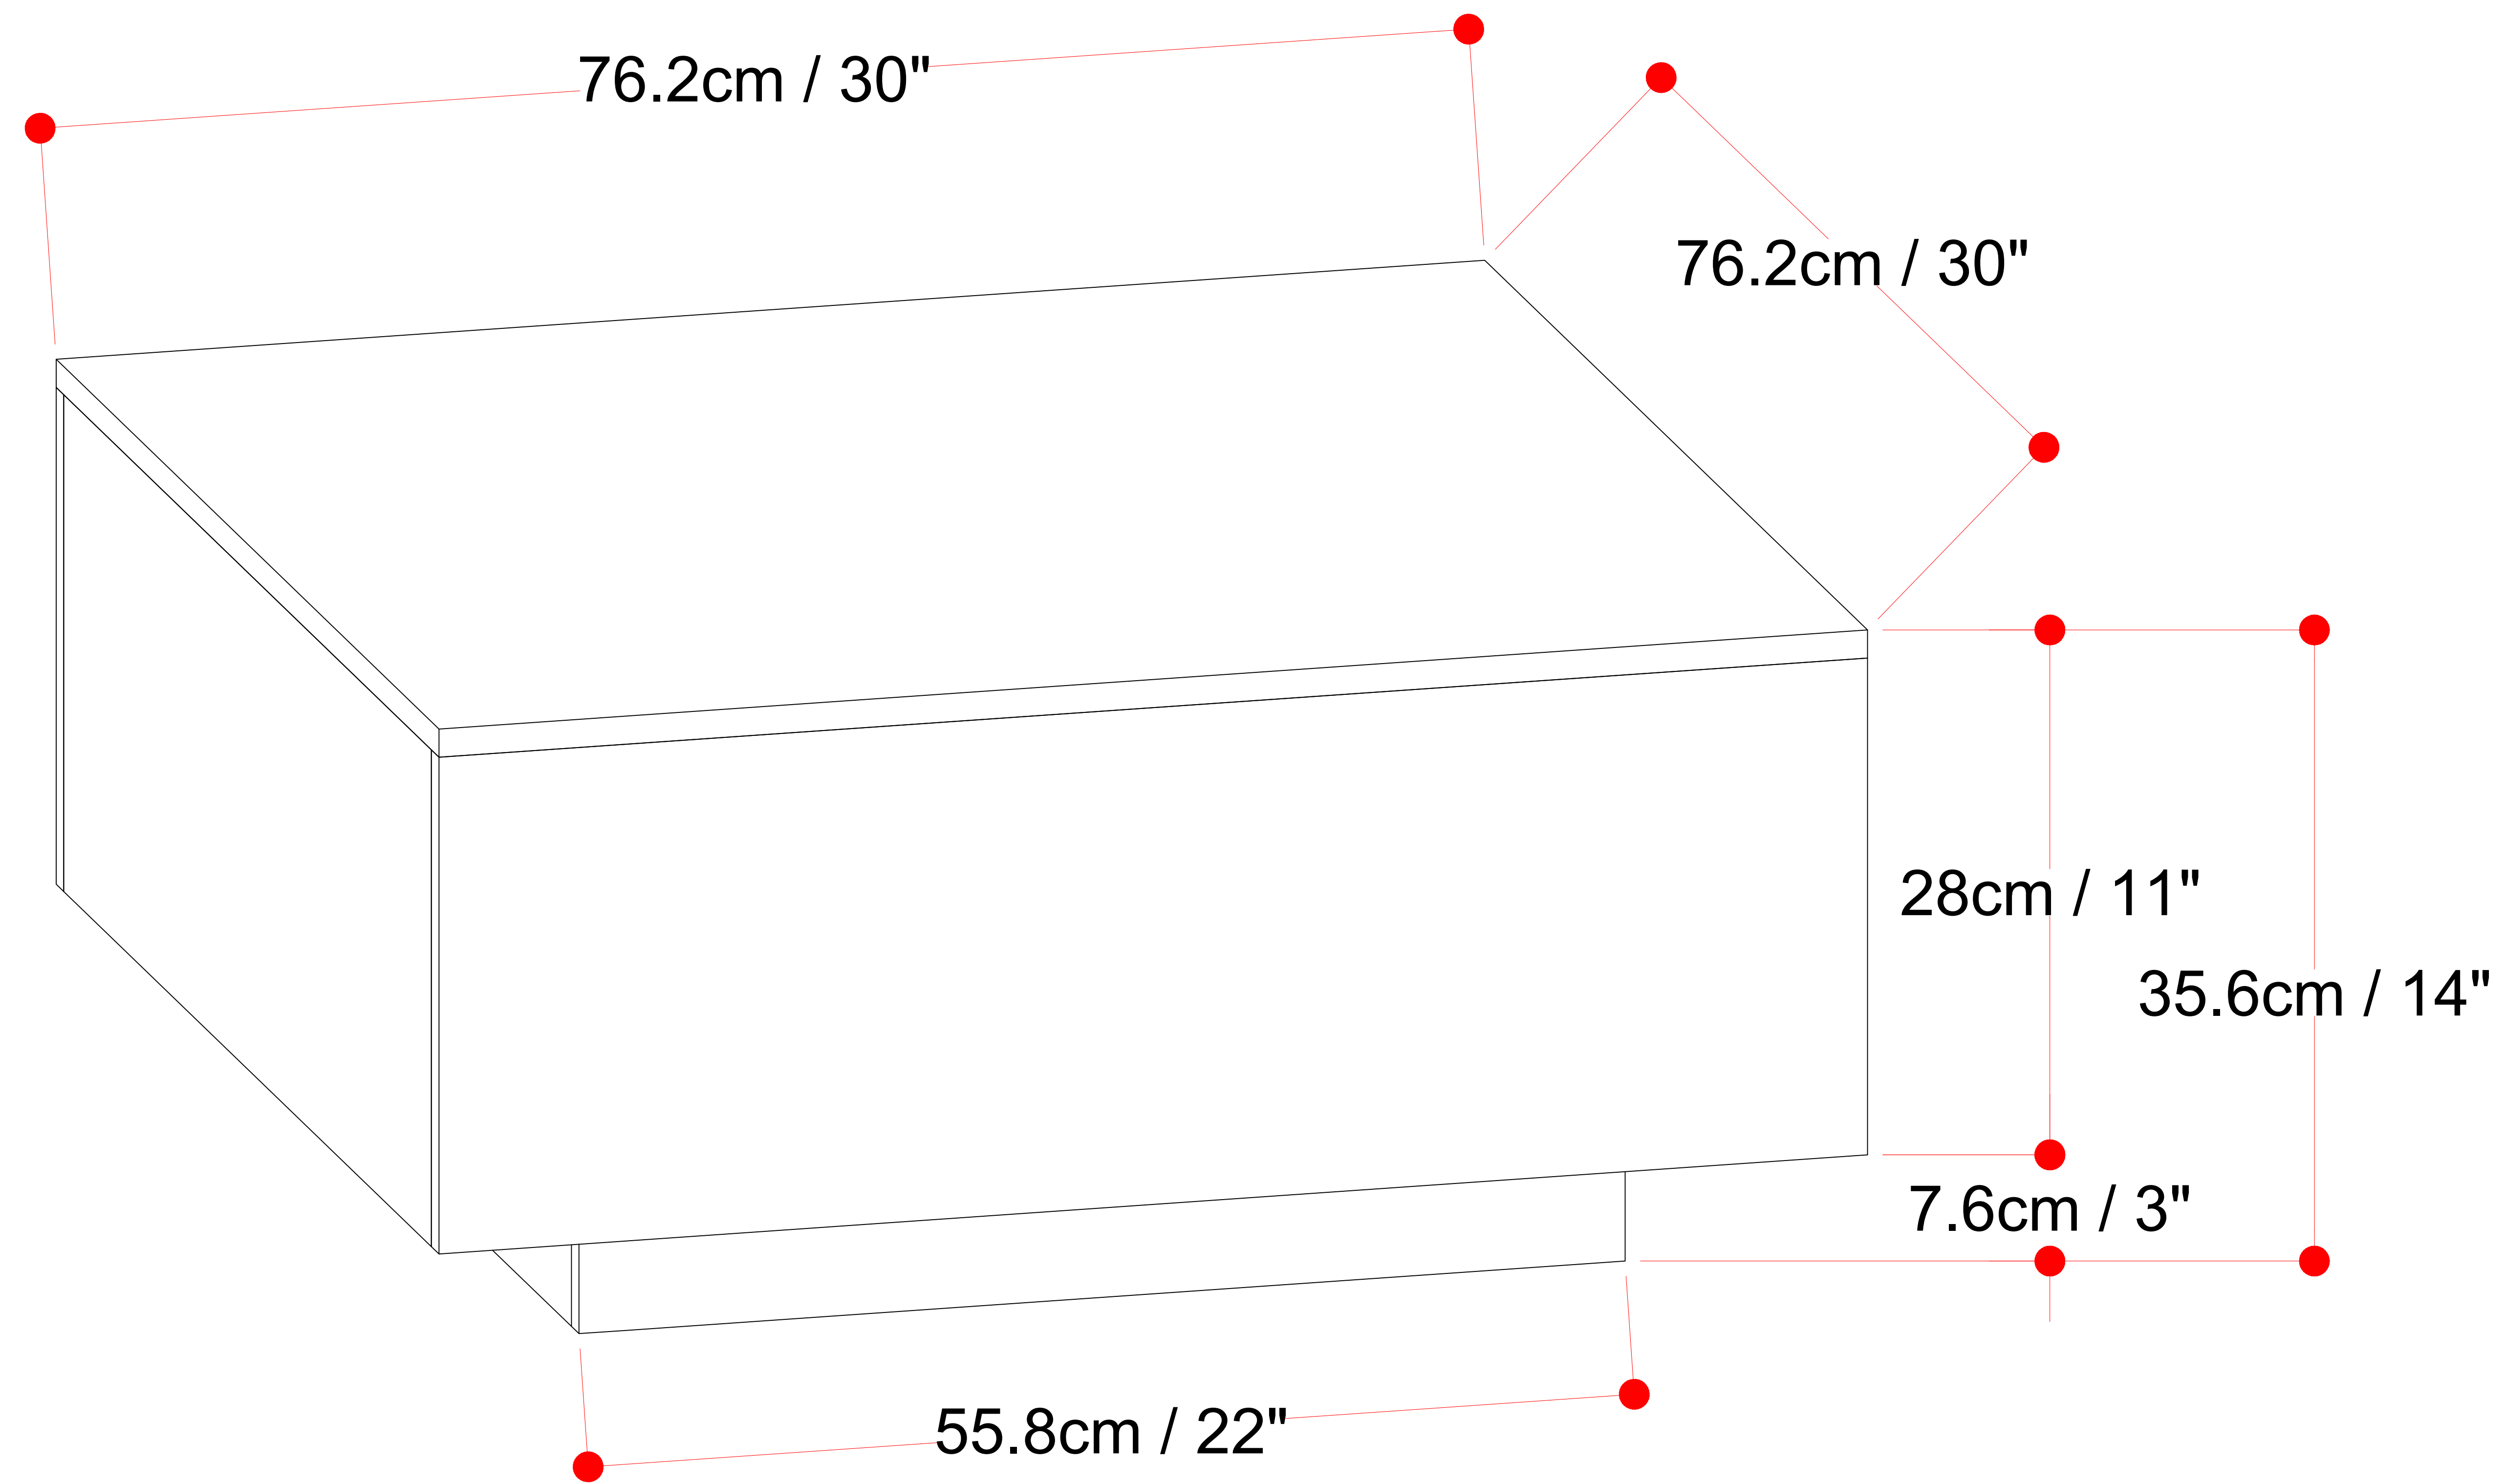 76.2cm / 30"
76.2cm / 30"
28cm / 11"
35.6cm / 14"
7.6cm / 3"
55.8cm / 22"